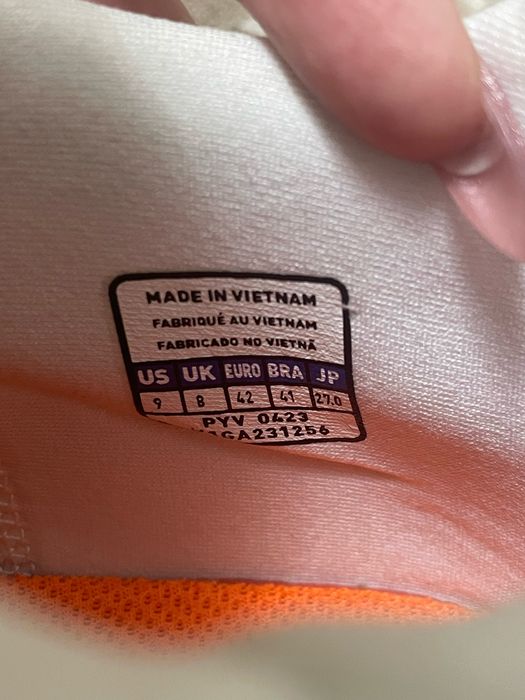 MADE IN VIETNAM
FABRIQUÉ AU VIETNAM
FABRICADO NO VIETNÃ
US UK EURO BRA JP
9 8 42 41 27.0
PYV 0423